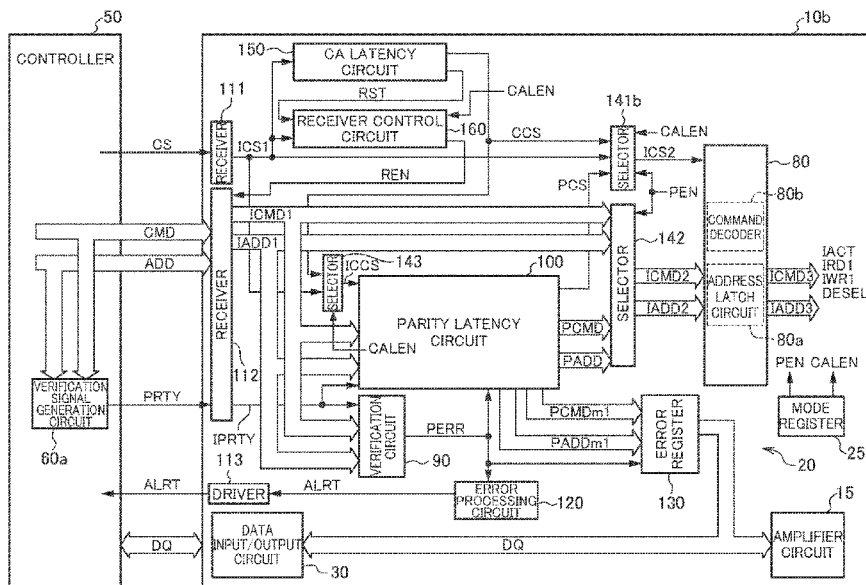 50
10b
CONTROLLER
150
CA LATENCY
CIRCUIT
RST
CALEN
111
RECEIVER
RECEIVER CONTROL
CIRCUIT
160
141b
SELECTOR
CALEN
CS
ICS1
CCS
ICS2
REN
PCS
PEN
80
80b
COMMAND
DECODER
CMD
ICMD1
ADD
IADD1
RECEIVER
112
143
SELECTOR
ICCS
100
142
SELECTOR
ICMD2
IADD2
ADDRESS
LATCH
CIRCUIT
80a
ICMD3
IADD3
IACT
IRD1
IWR1
DESEL
PARITY LATENCY
CIRCUIT
PCMD
PADD
CALEN
PEN CALEN
VERIFICATION
SIGNAL
GENERATION
CIRCUIT
60a
PRTY
IPRTY
VERIFICATION
CIRCUIT
90
PERR
PCMDm1
PADDm1
ERROR
REGISTER
130
MODE
REGISTER
25
20
113
ALRT
DRIVER
ALRT
ERROR
PROCESSING
CIRCUIT
120
15
DQ
DATA
INPUT/OUTPUT
CIRCUIT
30
DQ
AMPLIFIER
CIRCUIT